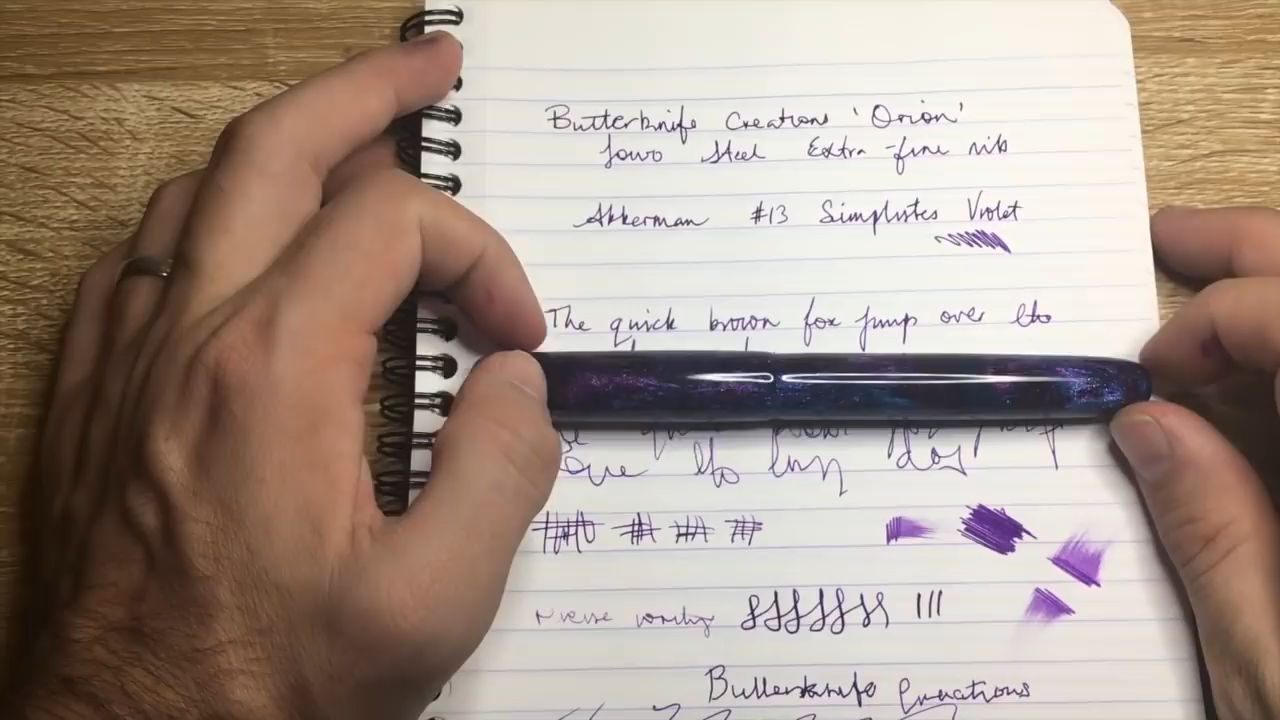 Butterknife Creations 'Orion'
Jowo Steel Extra-fine nib
Akkerman #13 Simplistes Violet
The quick brown fox jump over the
over the lazy dog
reverse writing
Butterknife Creations